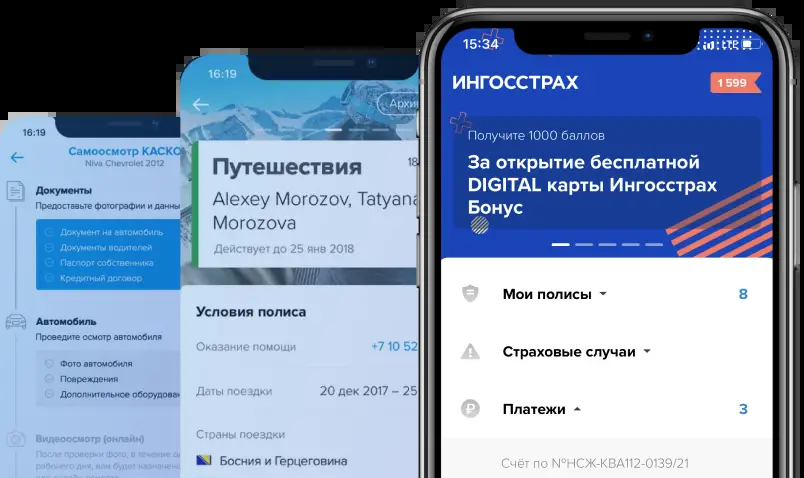 16:19
Самоосмотр КАСКО
Niva Chevrolet 2012
Документы
Предоставьте фотографии и данны
Документ на автомобиль
Документы водителей
Паспорт собственника
Кредитный договор
Автомобиль
Проведите осмотр автомобиля
Фото автомобиля
Повреждения
Дополнительное оборудован
Видеоосмотр (онлайн)
После проверки фото, в течение
рабочего дня, вам будет назначено
16:19
Архи
Путешествия
18
Alexey Morozov, Tatyana
Morozova
Действует до 25 янв 2018
Условия полиса
Оказание помощи
+7 10 52
Даты поездки
20 дек 2017 – 25
Страны поездки
Босния и Герцеговина
15:34
LTE
ИНГОССТРАХ
1 599
Получите 1000 баллов
За открытие бесплатной
DIGITAL карты Ингосстрах
Бонус
Мои полисы
8
Страховые случаи
Платежи
3
Счёт по №НСЖ-КВА112-0139/21